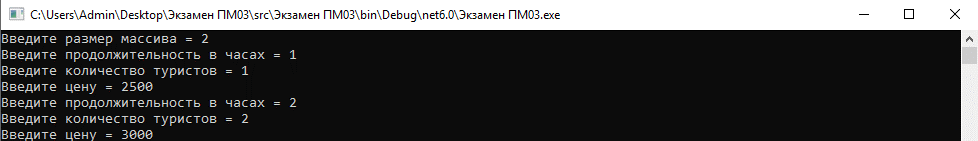 C:\Users\Admin\Desktop\Экзамен ПМ03\src\Экзамен ПМ03\bin\Debug\net6.0\Экзамен ПМ03.exe
Введите размер массива = 2
Введите продолжительность в часах = 1
Введите количество туристов = 1
Введите цену = 2500
Введите продолжительность в часах = 2
Введите количество туристов = 2
Введите цену = 3000